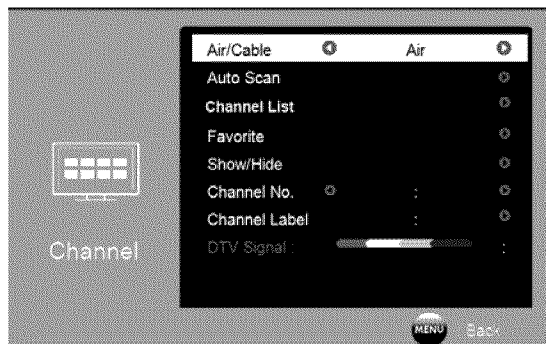 Air/Cable Air
Auto Scan
Channel List
Favorite
Show/Hide
Channel No. :
Channel Label :
DTV Signal : :
Channel
MENU Back